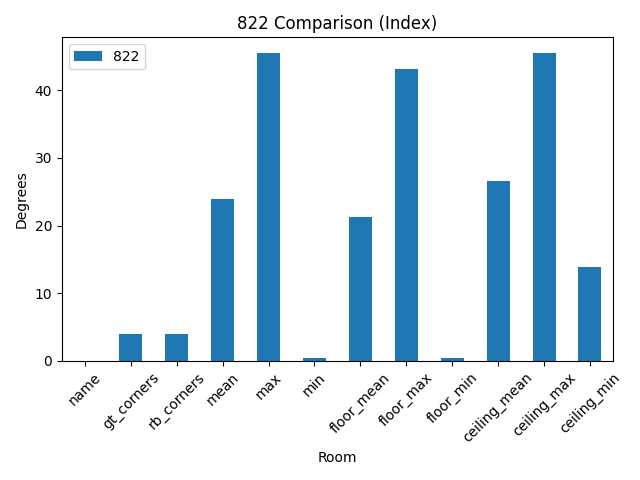 822 Comparison (Index)
822
Degrees
40
30
20
10
0
name
gt_corners
rb_corners
mean
max
min
floor_mean
floor_max
floor_min
ceiling_mean
ceiling_max
ceiling_min
Room